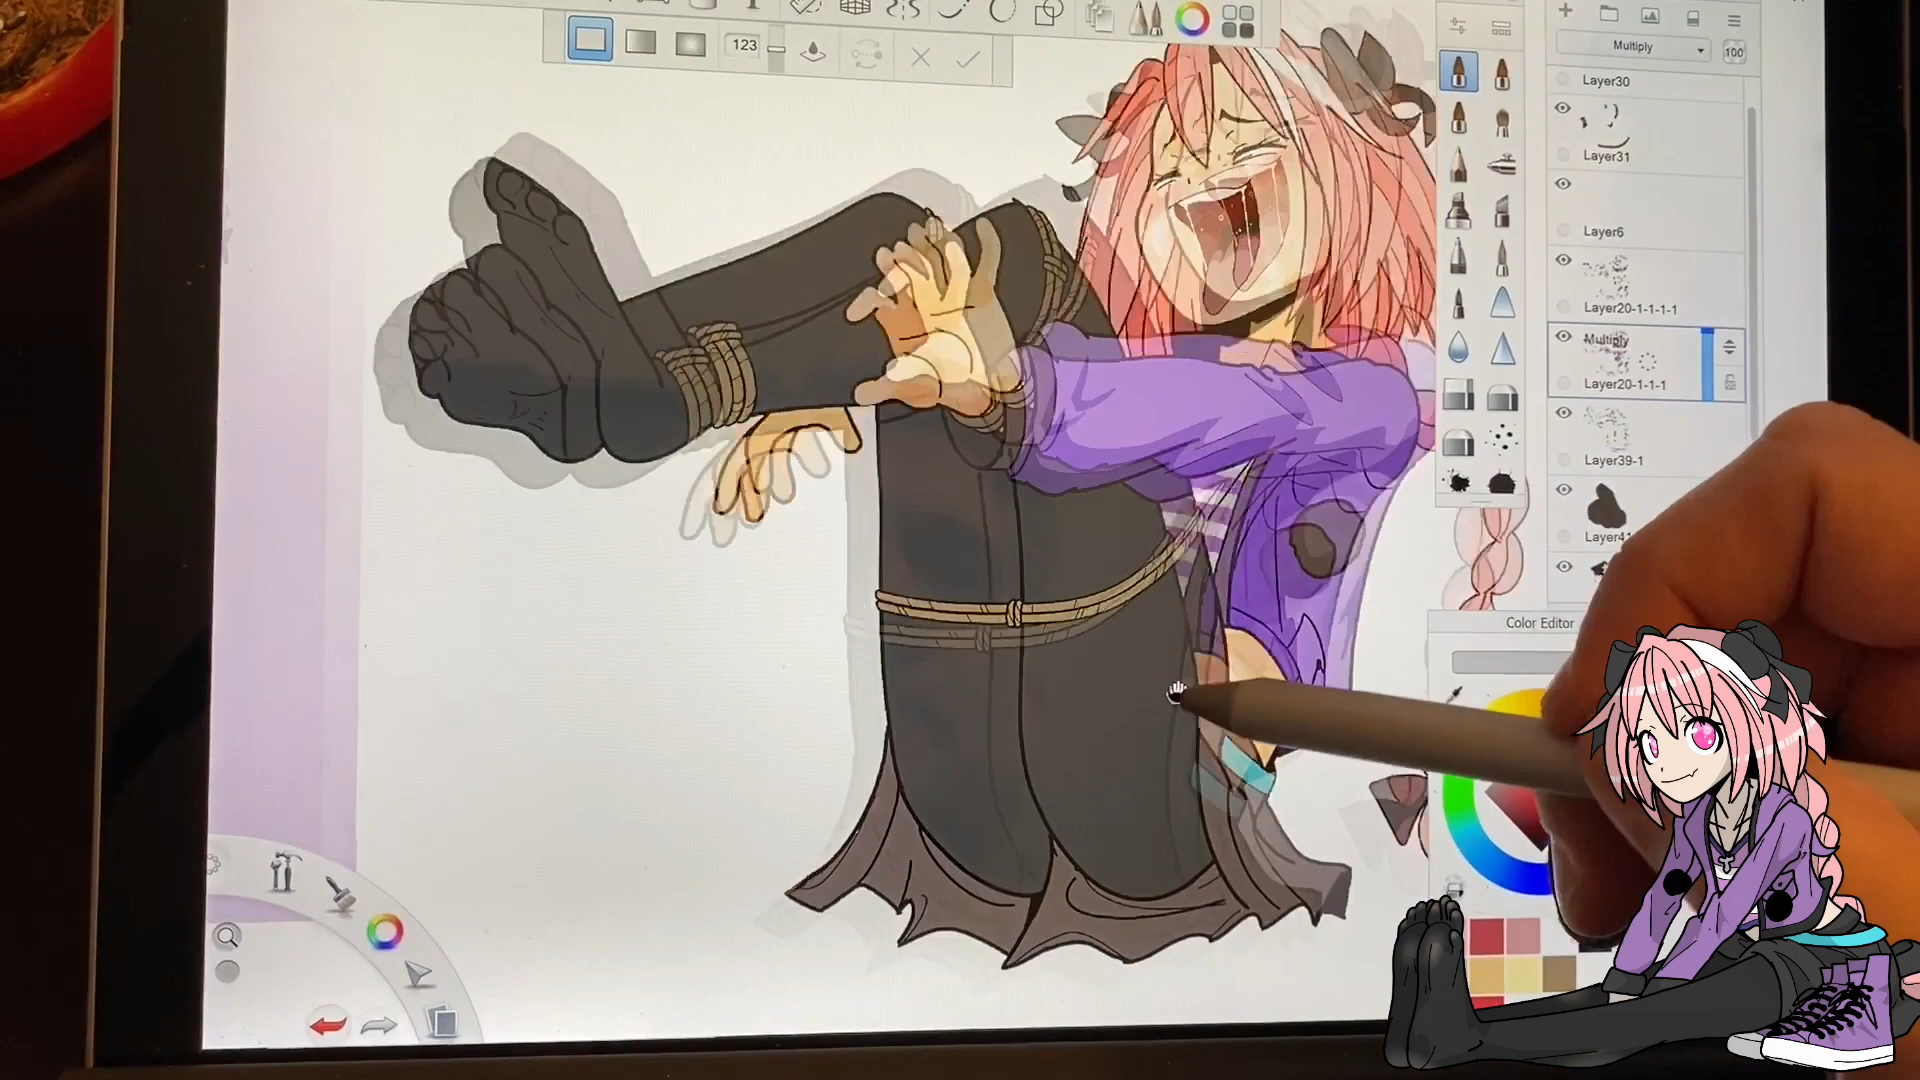 123
Multiply
100
Layer30
Layer31
Layer6
Layer20-1-1-1-1
Multiply
Layer20-1-1-1
Layer39-1
Color Editor